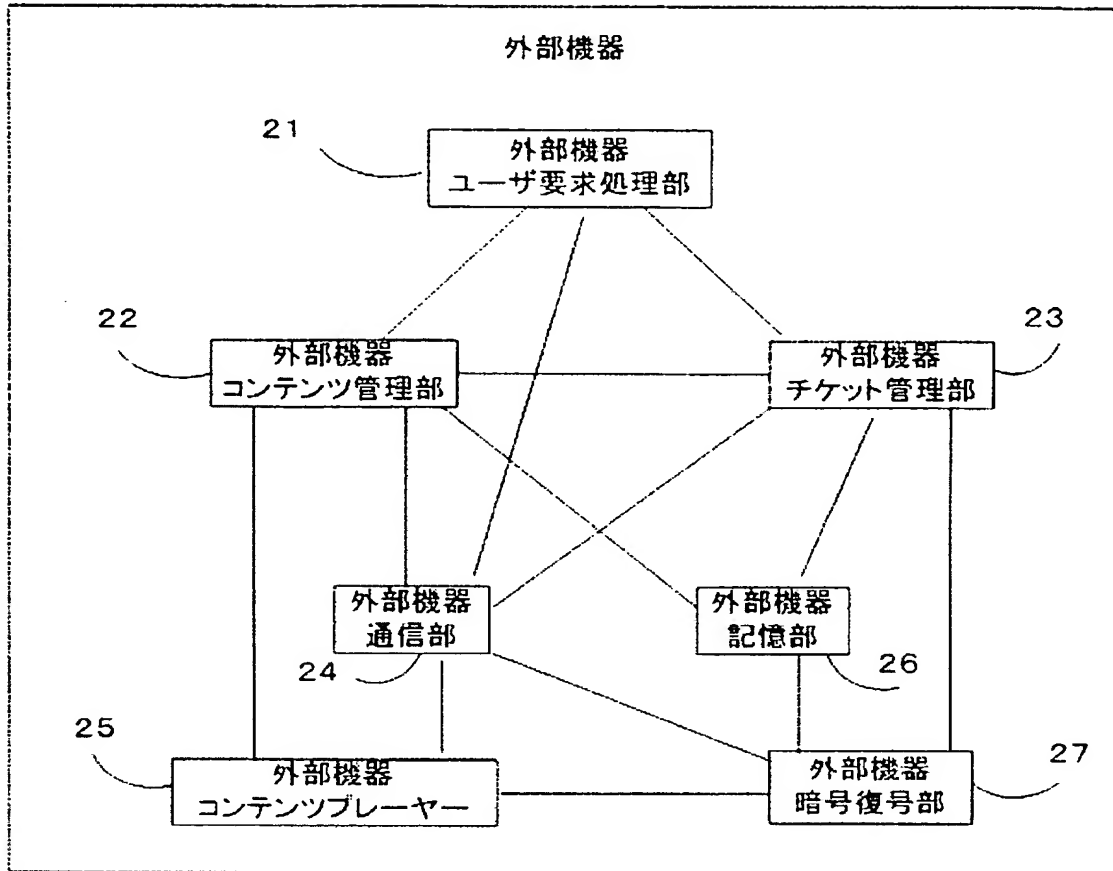 外部機器
21
外部機器
ユーザ要求処理部
22
外部機器
コンテンツ管理部
23
外部機器
チケット管理部
外部機器
通信部
24
外部機器
記憶部
26
25
外部機器
コンテンツプレーヤー
外部機器
暗号復号部
27